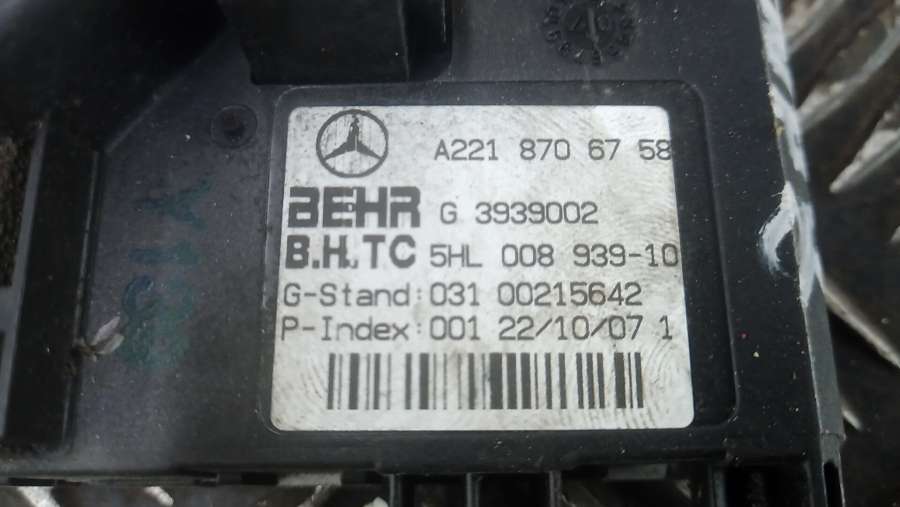 A221 870 67 58
BEHR G 3939002
B.H.TC 5HL 008 939-10
G-Stand:031 00215642
P-Index:001 22/10/07 1